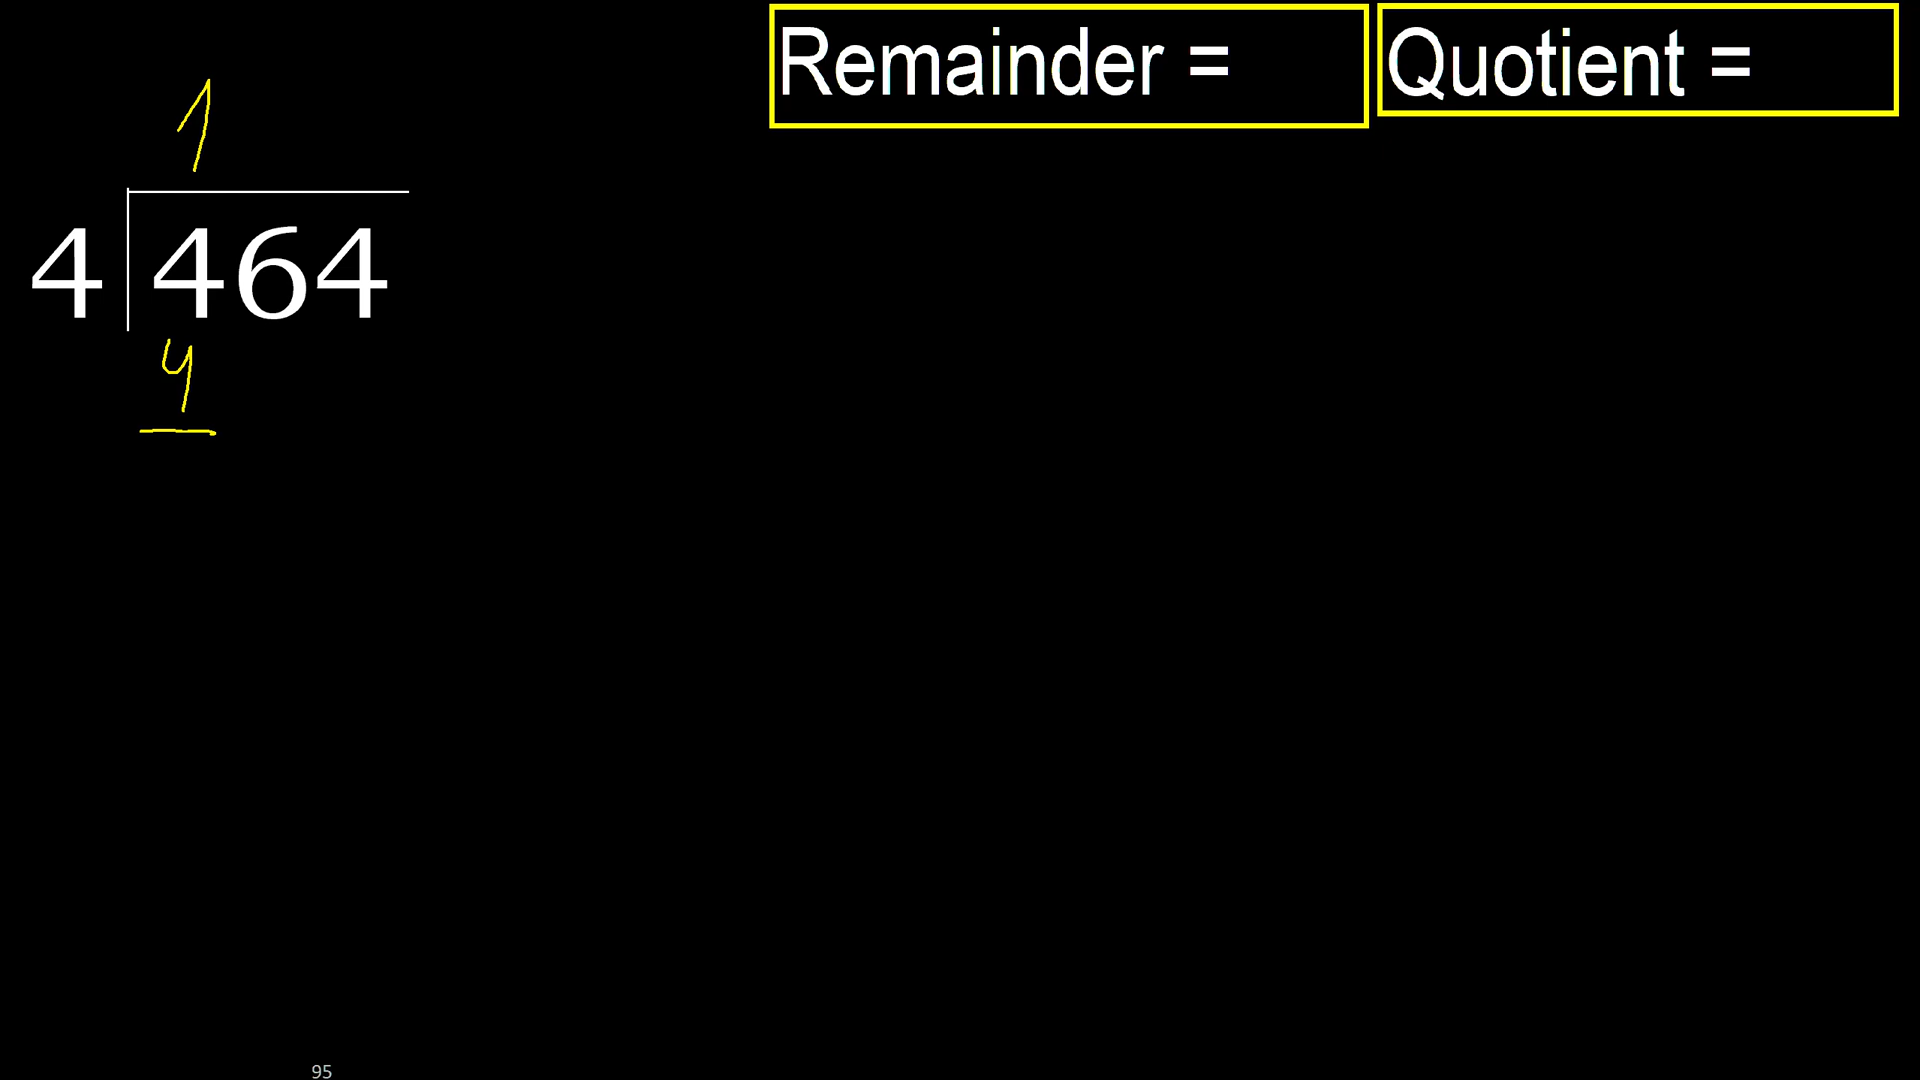 Remainder =
Quotient =
1
4 464
4
95